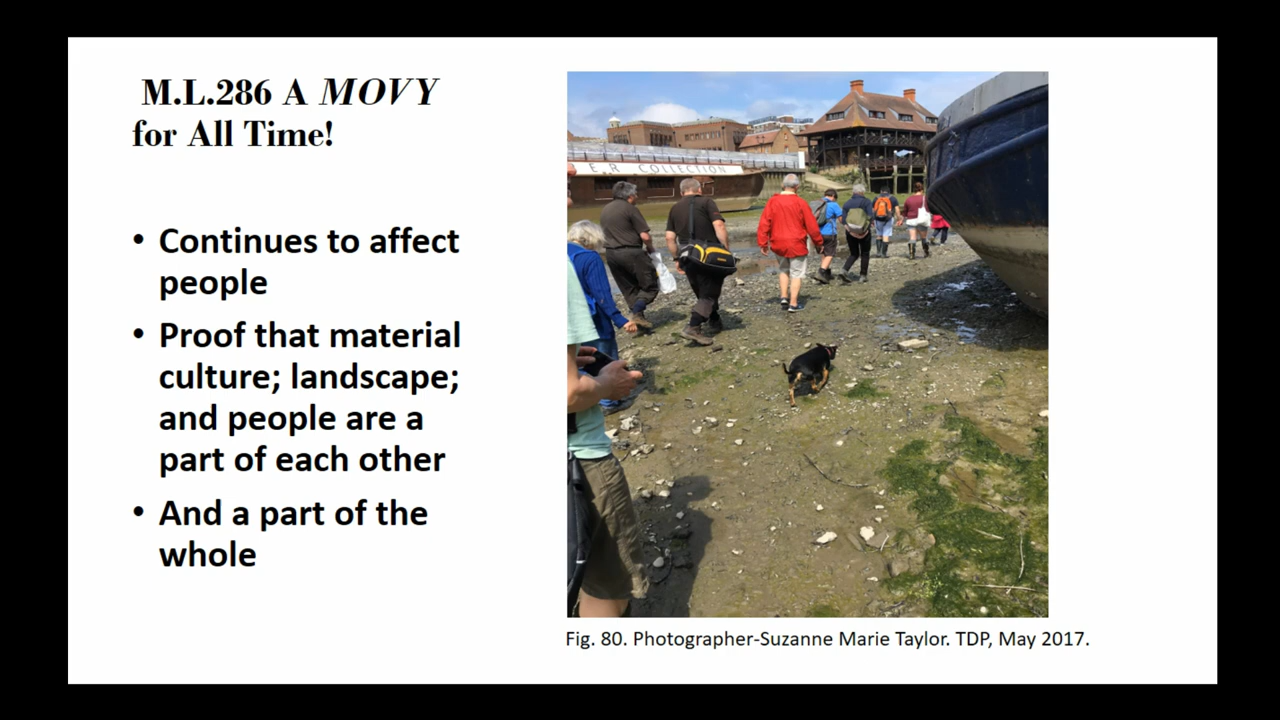 M.L.286 A MOVY
for All Time!
• Continues to affect
people
• Proof that material
culture; landscape;
and people are a
part of each other
• And a part of the
whole
E R COLLECTION
Fig. 80. Photographer-Suzanne Marie Taylor. TDP, May 2017.